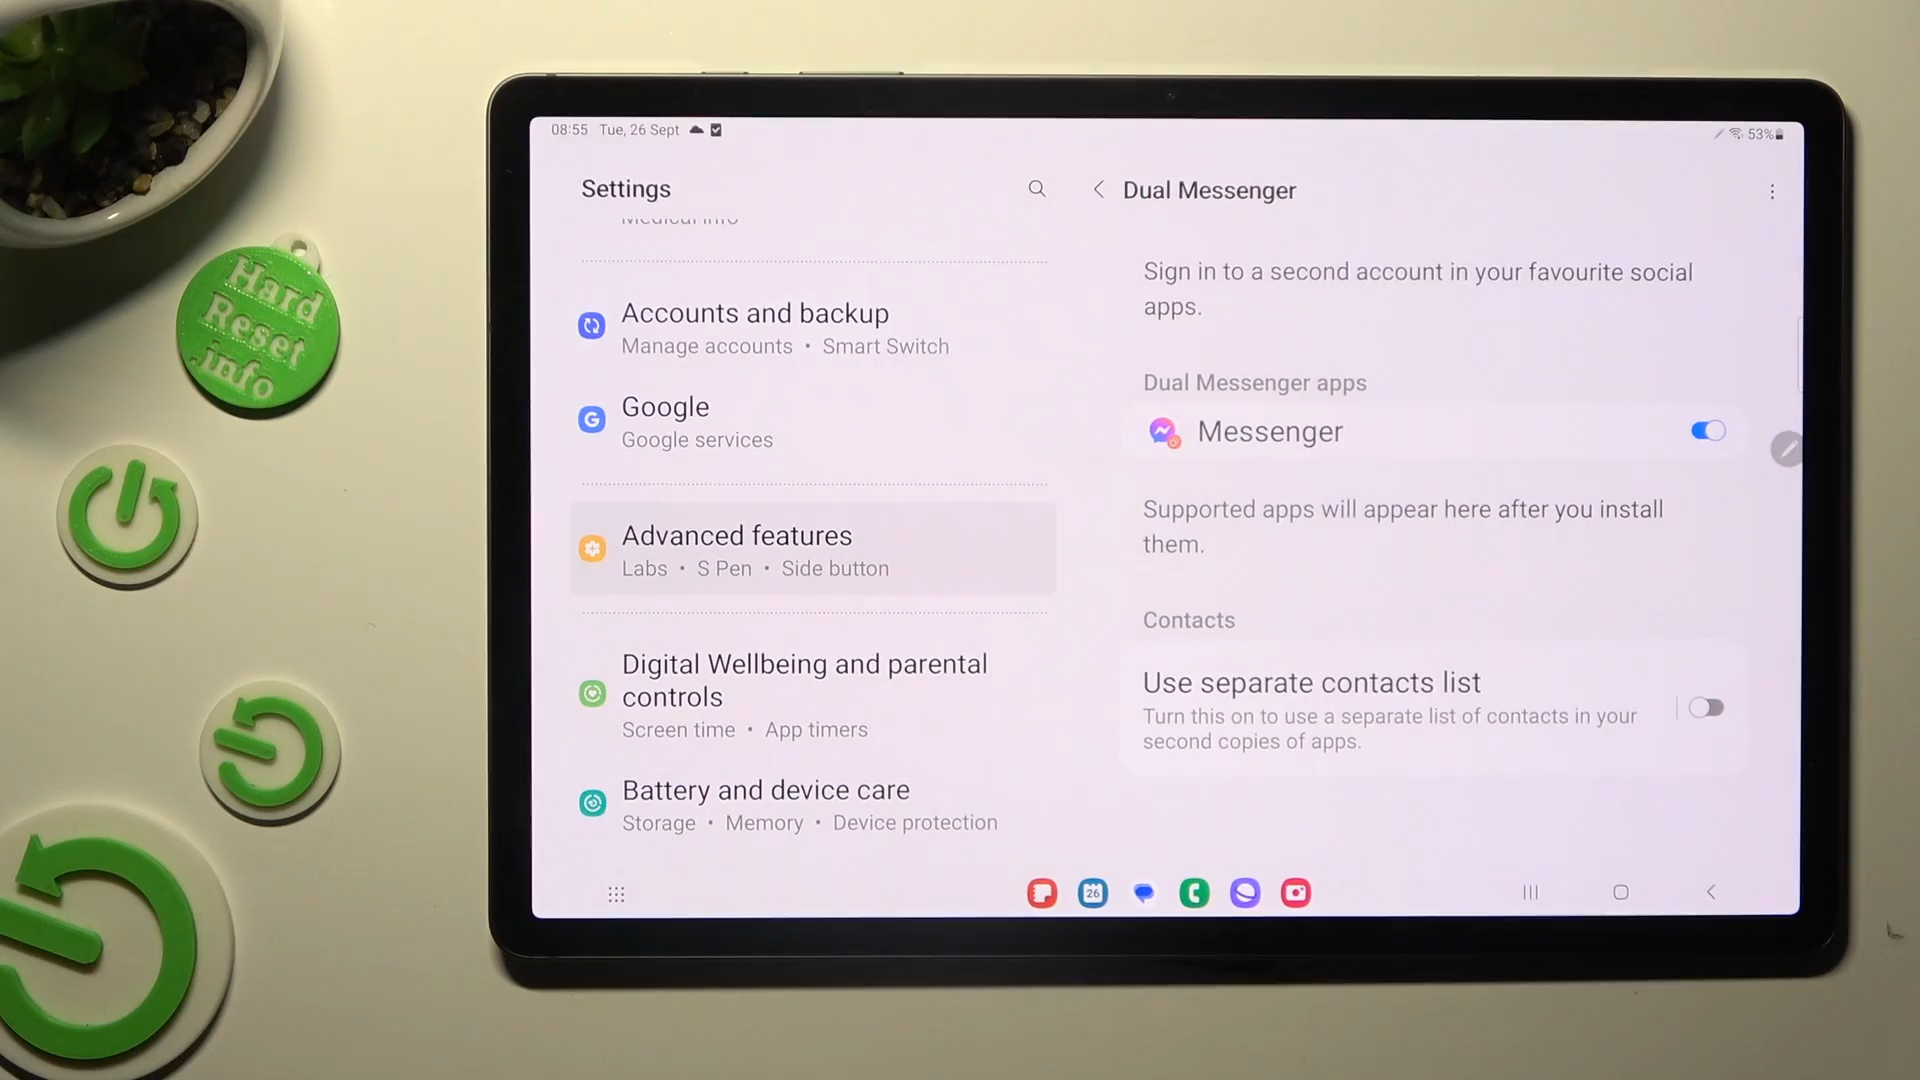 Hard
Reset
.info
08:55 Tue, 26 Sept
53%
Settings
Medical info
Accounts and backup
Manage accounts • Smart Switch
Google
Google services
Advanced features
Labs • S Pen • Side button
Digital Wellbeing and parental
controls
Screen time • App timers
Battery and device care
Storage • Memory • Device protection
Dual Messenger
Sign in to a second account in your favourite social
apps.
Dual Messenger apps
Messenger
Supported apps will appear here after you install
them.
Contacts
Use separate contacts list
Turn this on to use a separate list of contacts in your
second copies of apps.
26